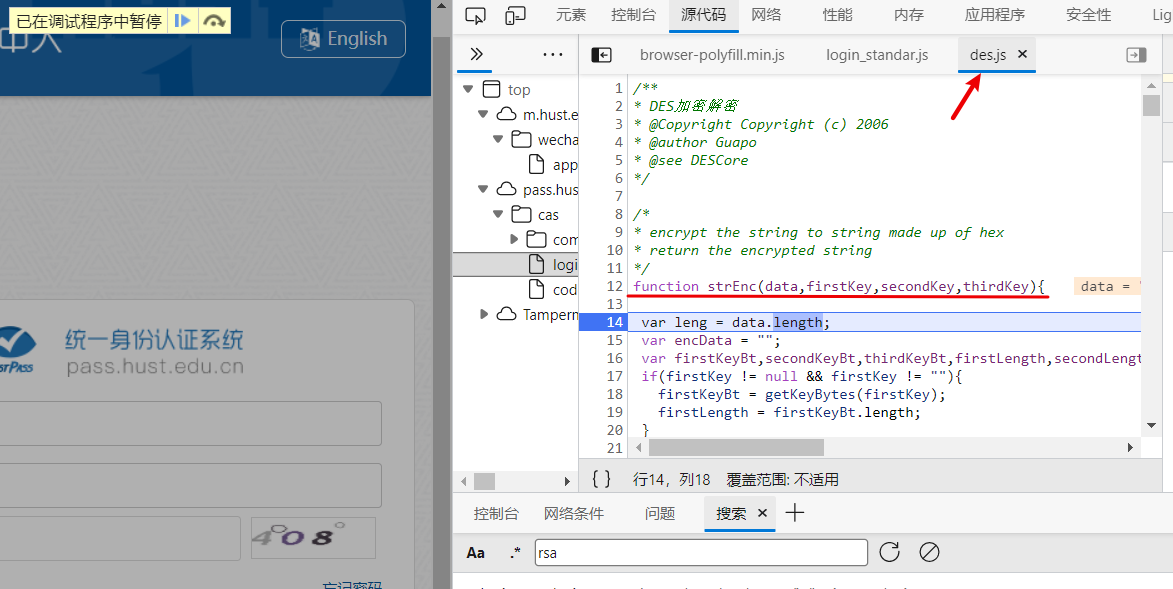 已在调试程序中暂停
English
统一身份认证系统
pass.hust.edu.cn
忘记密码
元素 控制台 源代码 网络 性能 内存 应用程序 安全性 Lig
browser-polyfill.min.js login_standar.js des.js ×
top
m.hust.e
wecha
app
pass.hus
cas
com
logi
cod
Tampern
1 /**
2 * DES加密解密
3 * @Copyright Copyright (c) 2006
4 * @author Guapo
5 * @see DESCore
6 */
7
8 /*
9 * encrypt the string to string made up of hex
10 * return the encrypted string
11 */
12 function strEnc(data,firstKey,secondKey,thirdKey){ data = "
13
14 var leng = data.length;
15 var encData = "";
16 var firstKeyBt,secondKeyBt,thirdKeyBt,firstLength,secondLengt
17 if(firstKey != null && firstKey != ""){
18 firstKeyBt = getKeyBytes(firstKey);
19 firstLength = firstKeyBt.length;
20 }
21
{ } 行14，列18 覆盖范围: 不适用
控制台 网络条件 问题 搜索 ×
Aa .* rsa